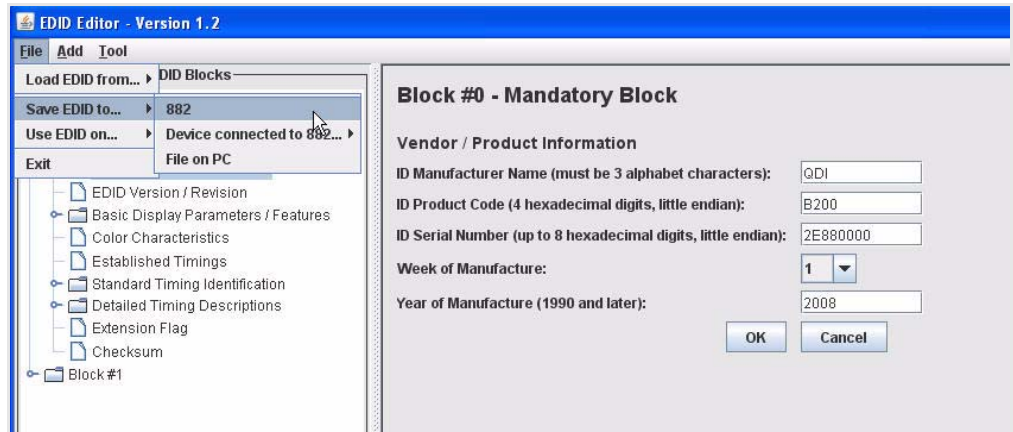 EDID Editor - Version 1.2
File Add Tool
Load EDID from...
DID Blocks
Save EDID to...
882
Use EDID on...
Device connected to 882...
Exit
File on PC
EDID Version / Revision
Basic Display Parameters / Features
Color Characteristics
Established Timings
Standard Timing Identification
Detailed Timing Descriptions
Extension Flag
Checksum
Block #1
Block #0 - Mandatory Block
Vendor / Product Information
ID Manufacturer Name (must be 3 alphabet characters): QDI
ID Product Code (4 hexadecimal digits, little endian): B200
ID Serial Number (up to 8 hexadecimal digits, little endian): 2E880000
Week of Manufacture: 1
Year of Manufacture (1990 and later): 2008
OK Cancel